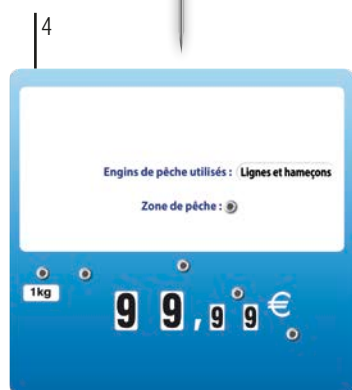 4
Engins de pêche utilisés : Lignes et hameçons
Zone de pêche :
1kg
99,99 €